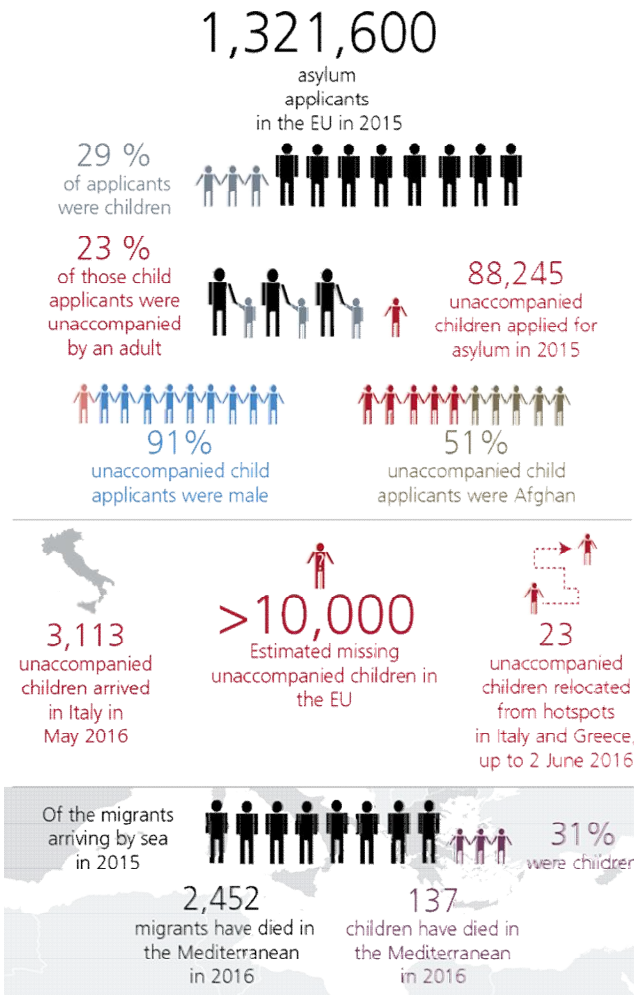 1,321,600
asylum
applicants
in the EU in 2015
29 %
of applicants
were children
23 %
of those child
applicants were
unaccompanied
by an adult
88,245
unaccompanied
children applied for
asylum in 2015
91%
unaccompanied child
applicants were male
51%
unaccompanied child
applicants were Afghan
3,113
unaccompanied
children arrived
in Italy in
May 2016
?
>10,000
Estimated missing
unaccompanied children in
the EU
23
unaccompanied
children relocated
from hotspots
in Italy and Greece,
up to 2 June 2016
Of the migrants
arriving by sea
in 2015
31%
were children
2,452
migrants have died in
the Mediterranean
in 2016
137
children have died in
the Mediterranean
in 2016